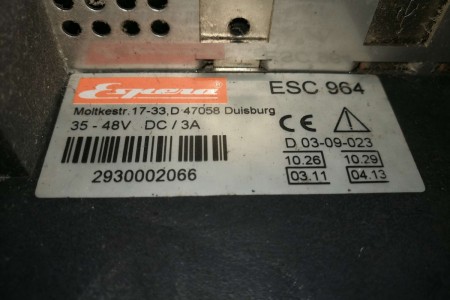 Espera
ESC 964
Moltkestr.17-33,D 47058 Duisburg
35 - 48V DC / 3A
CE
D 03-09-023
10.26 10.29
03.11 04.13
2930002066